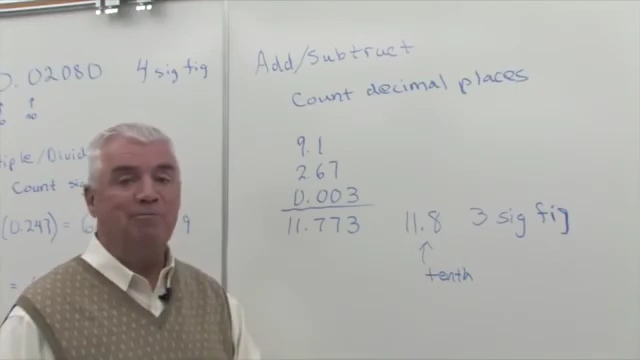 0.02080 4 sig fig
Add/Subtract
Count decimal places
9.1
2.67
0.003
11.773 11.8 3 sig fig
tenth
Count
(0.247) = 9